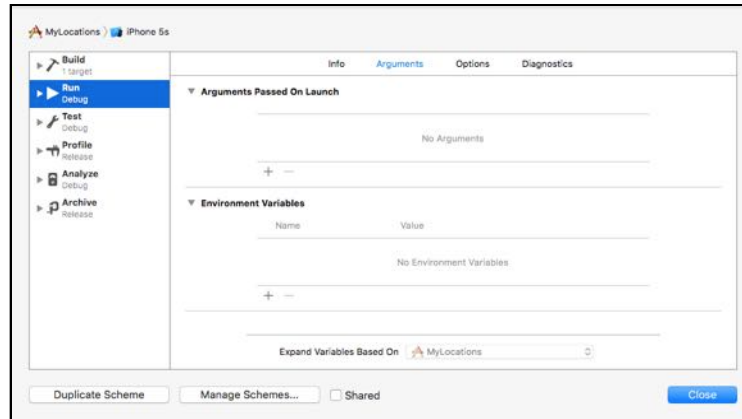 MyLocations iPhone 5s
Build
1 target
Run
Debug
Test
Debug
Profile
Release
Analyze
Debug
Archive
Release
Info Arguments Options Diagnostics
Arguments Passed On Launch
No Arguments
Environment Variables
Name Value
No Environment Variables
Expand Variables Based On MyLocations
Duplicate Scheme Manage Schemes... Shared Close